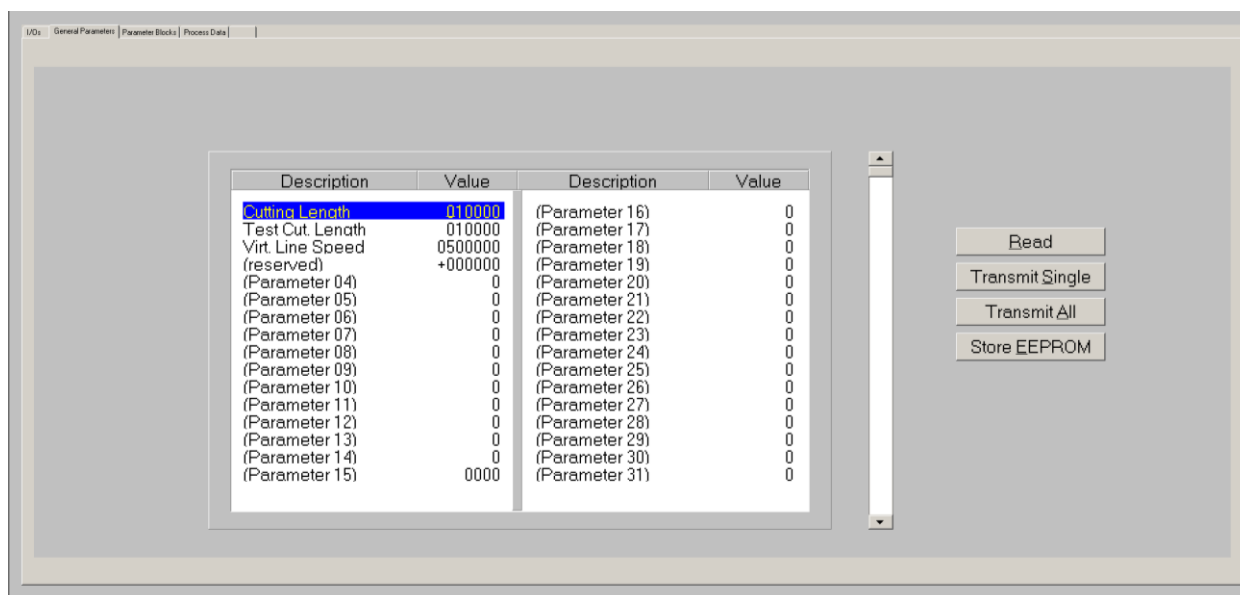 I/Os General Parameters Parameter Blocks Process Data
Description Value Description Value
Cutting Length 010000 (Parameter 16) 0
Test Cut. Length 010000 (Parameter 17) 0
Virt. Line Speed 0500000 (Parameter 18) 0
(reserved) +000000 (Parameter 19) 0
(Parameter 04) 0 (Parameter 20) 0
(Parameter 05) 0 (Parameter 21) 0
(Parameter 06) 0 (Parameter 22) 0
(Parameter 07) 0 (Parameter 23) 0
(Parameter 08) 0 (Parameter 24) 0
(Parameter 09) 0 (Parameter 25) 0
(Parameter 10) 0 (Parameter 26) 0
(Parameter 11) 0 (Parameter 27) 0
(Parameter 12) 0 (Parameter 28) 0
(Parameter 13) 0 (Parameter 29) 0
(Parameter 14) 0 (Parameter 30) 0
(Parameter 15) 0000 (Parameter 31) 0
Read
Transmit Single
Transmit All
Store EEPROM